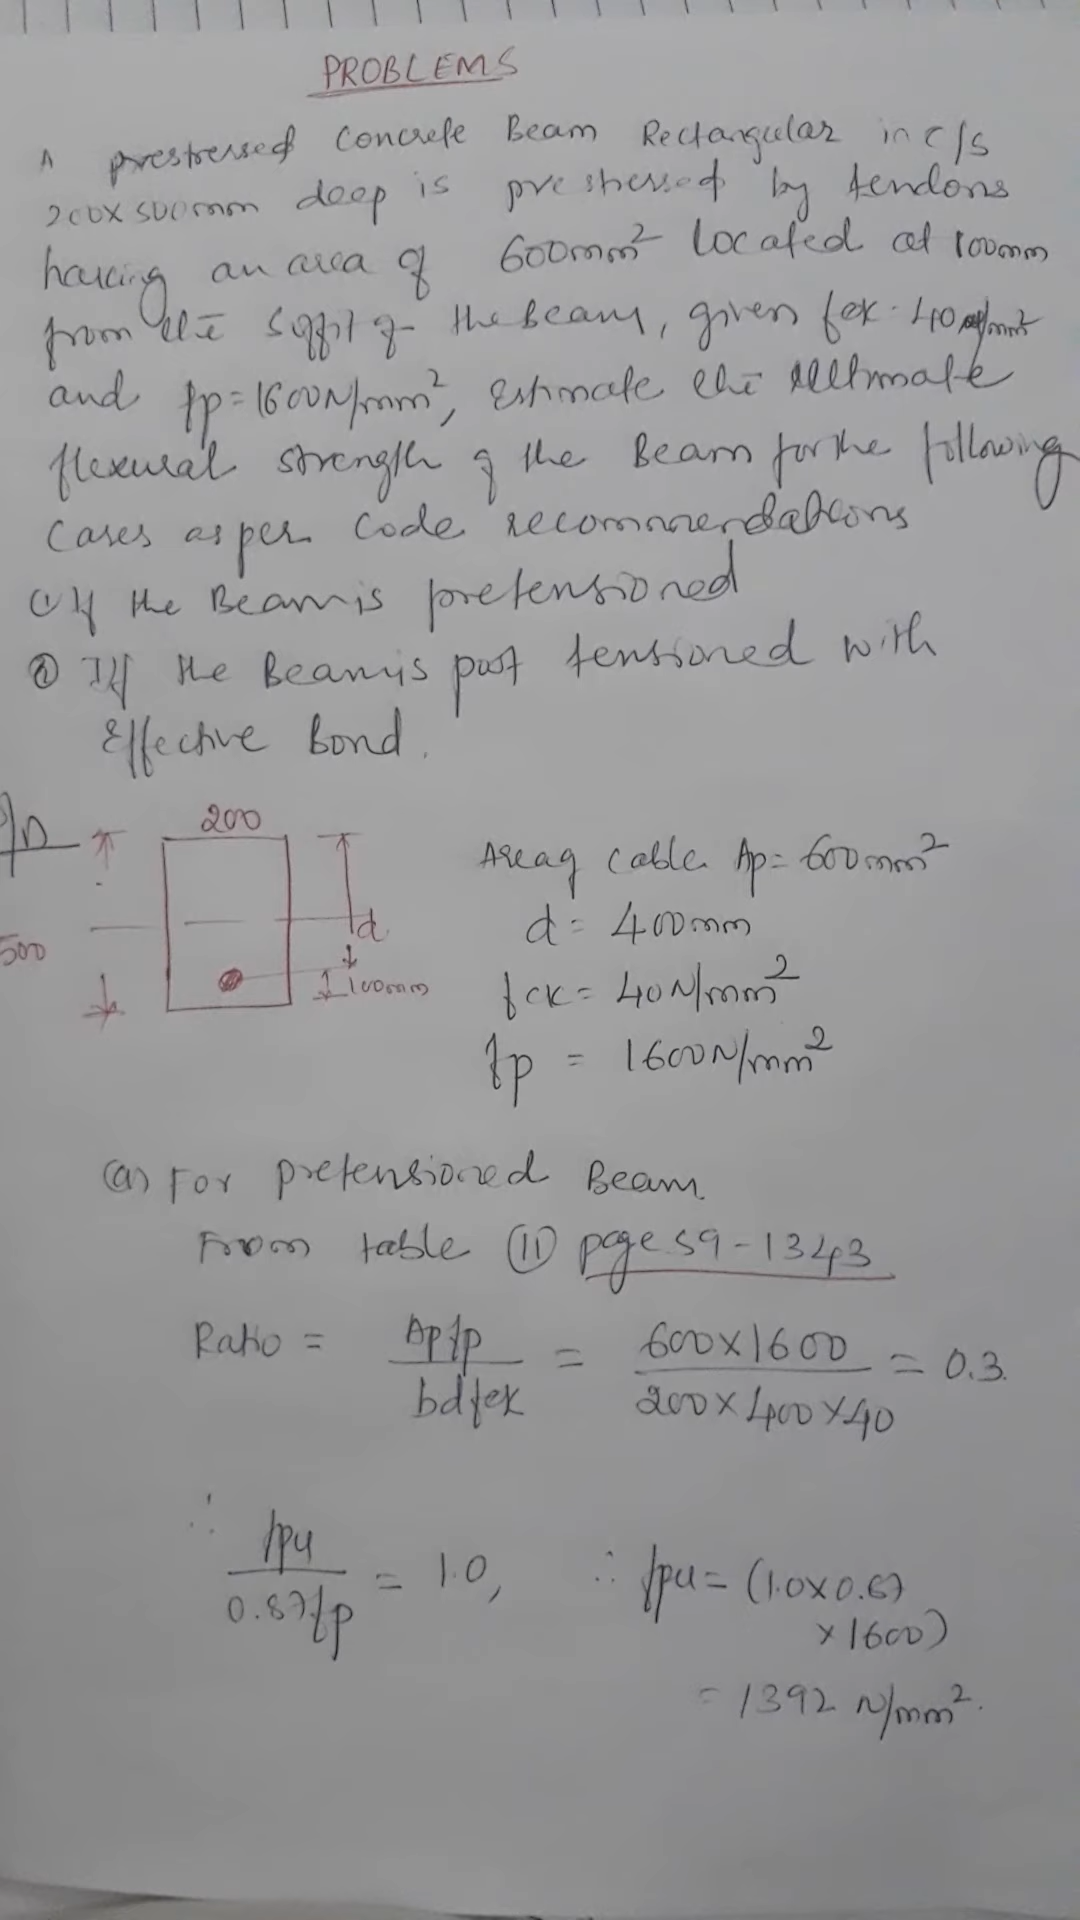 PROBLEMS
A prestressed Concrete Beam Rectangular in c/s
200x500mm deep is prestressed by tendons
having an area of 600mm² located at 100mm
from the soffit of the Beam, given fck = 40 N/mm²
and fp = 1600N/mm², Estimate the ultimate
flexural strength of the Beam for the following
Cases as per Code recommendations
① If the Beam is pretensioned
② If the Beam is post tensioned with
Effective Bond.
200
500
d
100mm
Area of cable Ap = 600mm²
d = 400mm
fck = 40N/mm²
fp = 1600N/mm²
(a) For pretensioned Beam
From table (11) page 59 - 1343
Ratio = Apfp / bdfck = 600x1600 / 200x400x40 = 0.3.
∴ fpu / 0.87fp = 1.0, ∴ fpu = (1.0x0.87
x1600)
= 1392 N/mm².